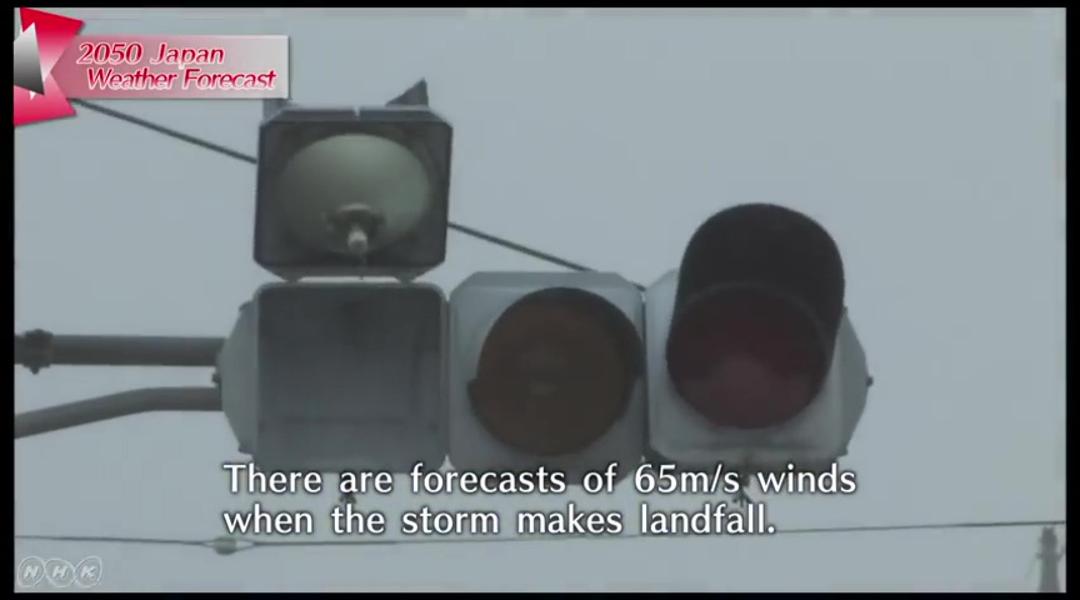 2050 Japan
Weather Forecast
There are forecasts of 65m/s winds
when the storm makes landfall.
NHK